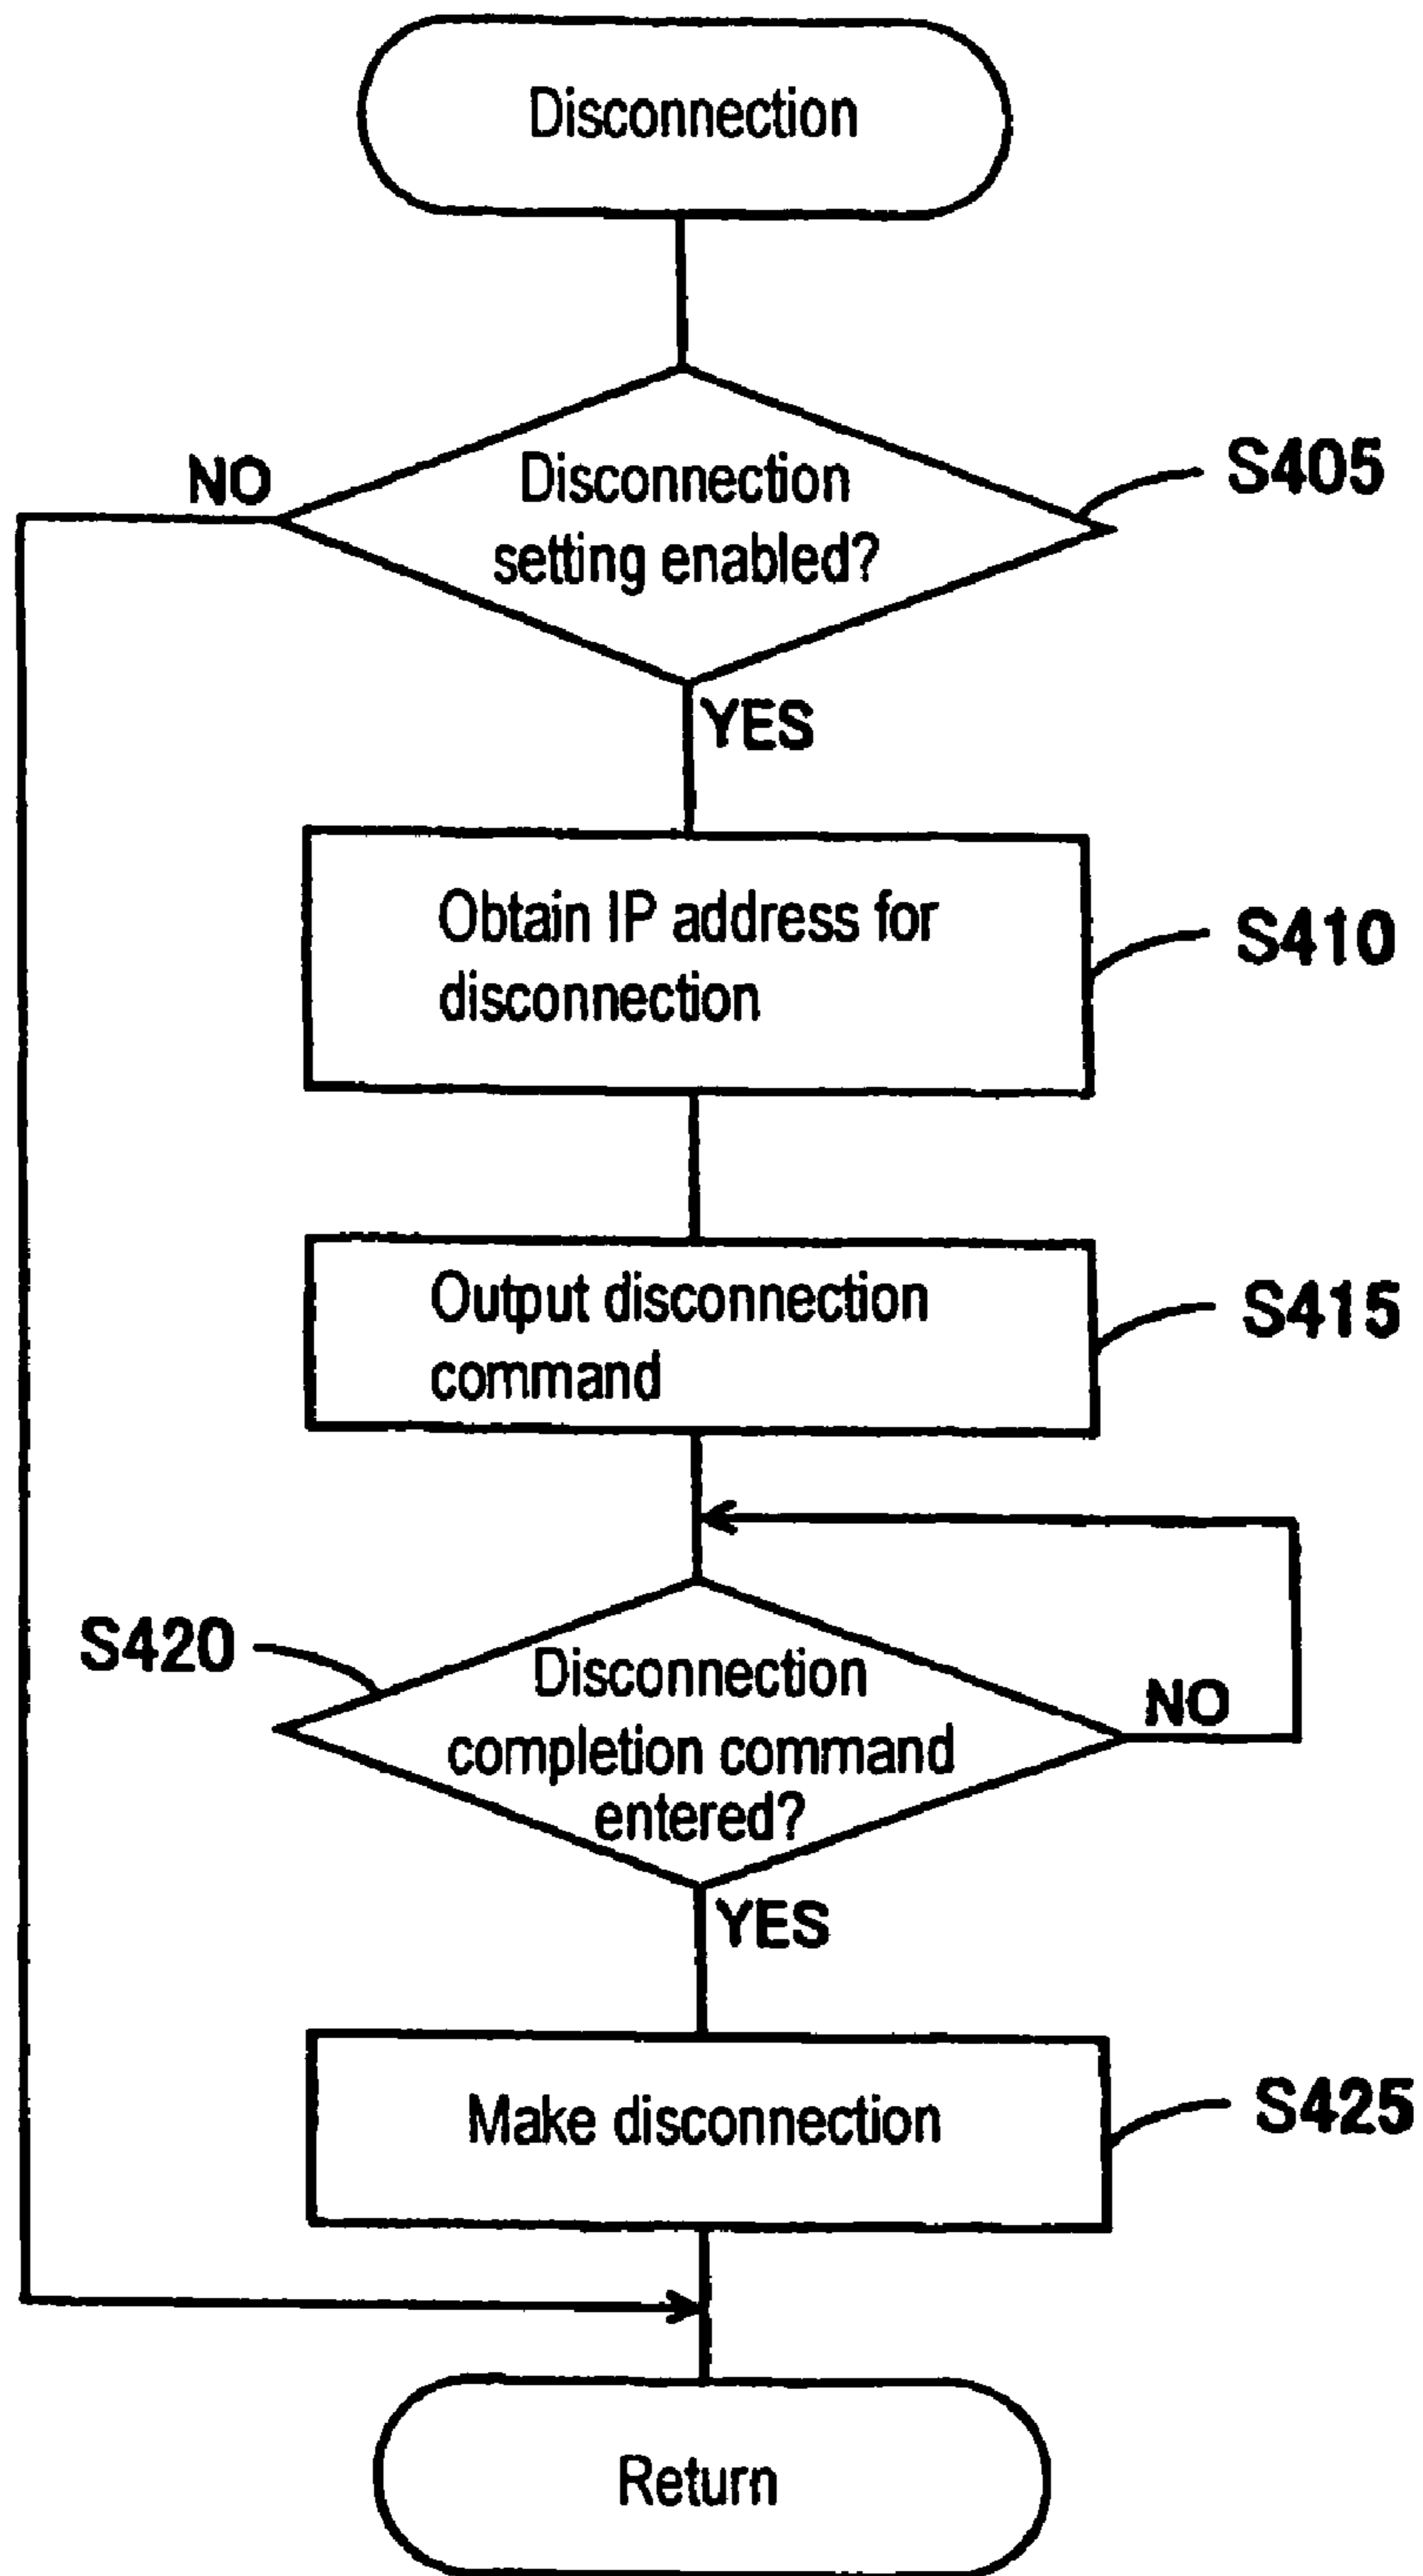 Disconnection
NO
Disconnection
setting enabled?
S405
YES
Obtain IP address for
disconnection
S410
Output disconnection
command
S415
S420
Disconnection
completion command
entered?
NO
YES
Make disconnection
S425
Return